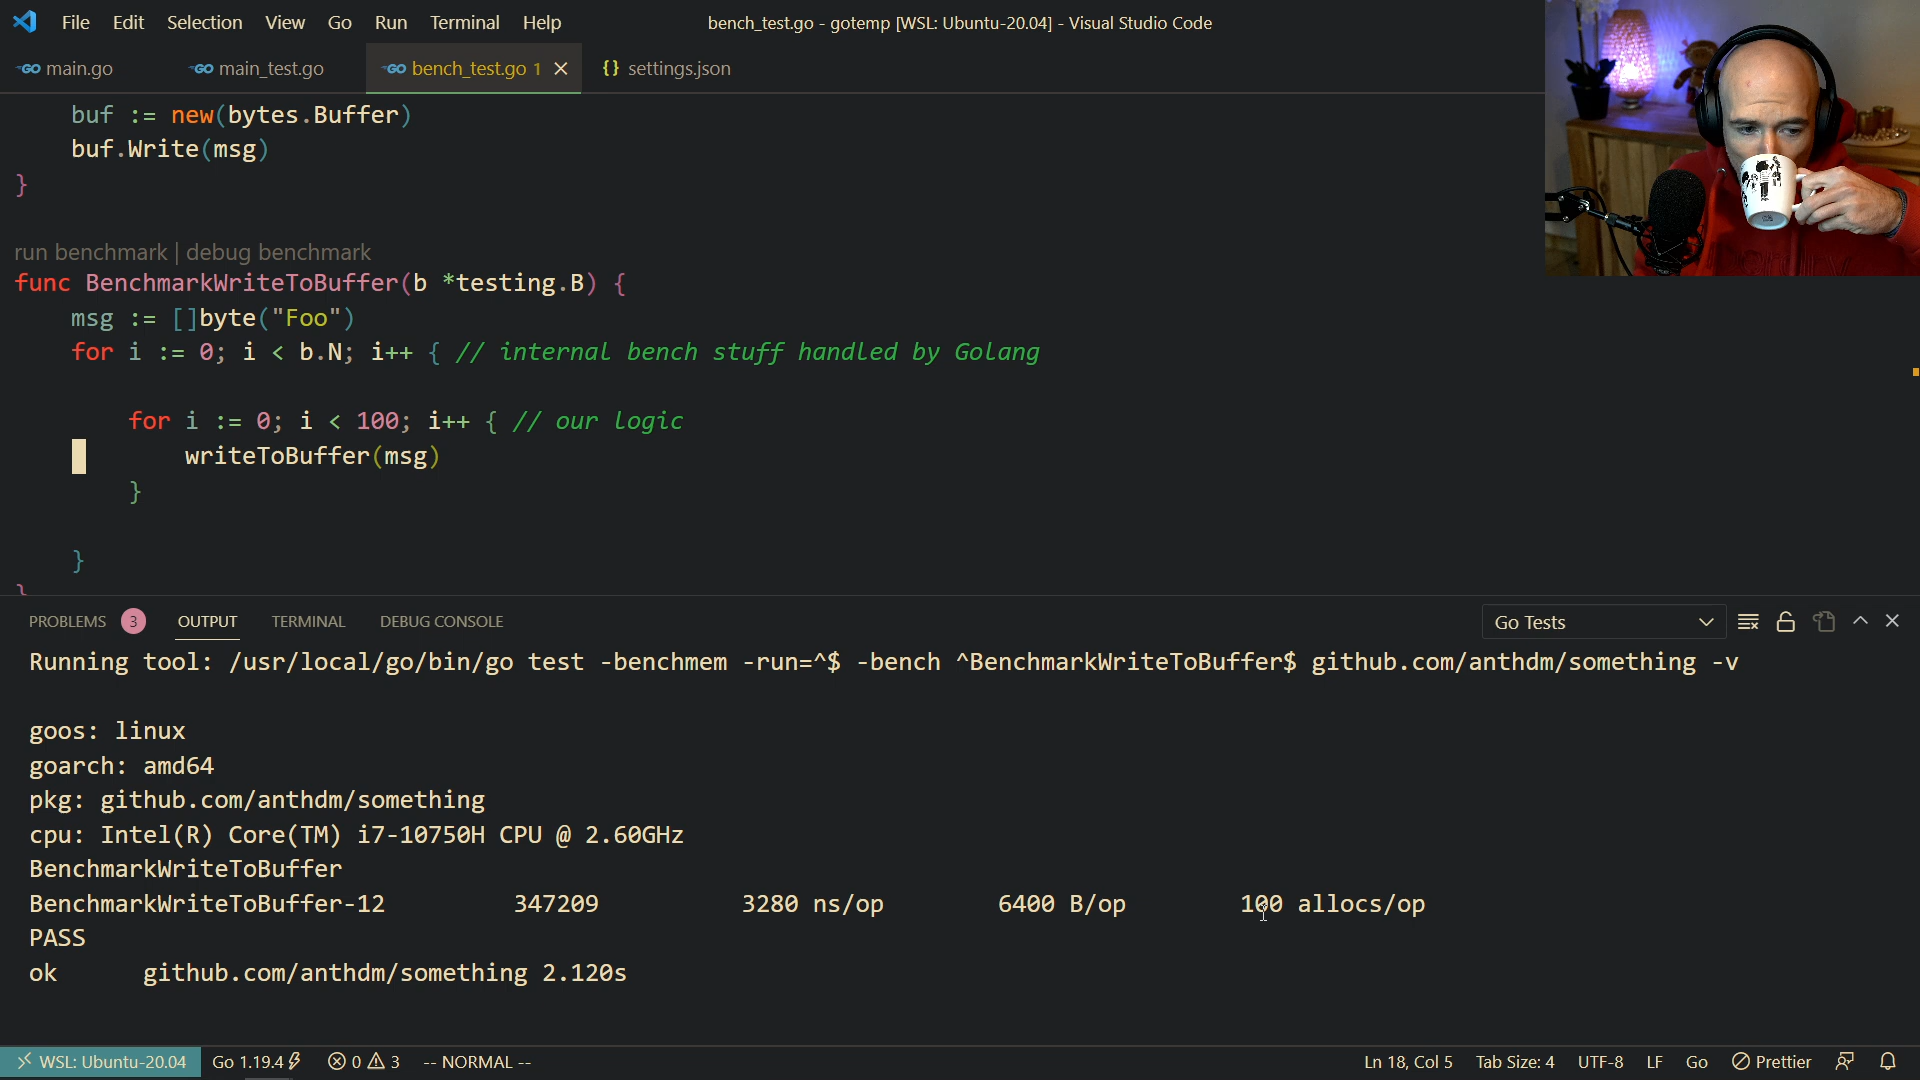 File Edit Selection View Go Run Terminal Help bench_test.go - gotemp [WSL: Ubuntu-20.04] - Visual Studio Code
GO main.go GO main_test.go GO bench_test.go 1 {} settings.json
buf := new(bytes.Buffer)
buf.Write(msg)
}
run benchmark | debug benchmark
func BenchmarkWriteToBuffer(b *testing.B) {
msg := []byte("Foo")
for i := 0; i < b.N; i++ { // internal bench stuff handled by Golang
for i := 0; i < 100; i++ { // our logic
writeToBuffer(msg)
}
}
}
PROBLEMS 3 OUTPUT TERMINAL DEBUG CONSOLE Go Tests
Running tool: /usr/local/go/bin/go test -benchmem -run=^$ -bench ^BenchmarkWriteToBuffer$ github.com/anthdm/something -v
goos: linux
goarch: amd64
pkg: github.com/anthdm/something
cpu: Intel(R) Core(TM) i7-10750H CPU @ 2.60GHz
BenchmarkWriteToBuffer
BenchmarkWriteToBuffer-12 347209 3280 ns/op 6400 B/op 100 allocs/op
PASS
ok github.com/anthdm/something 2.120s
WSL: Ubuntu-20.04 Go 1.19.4 0 3 -- NORMAL -- Ln 18, Col 5 Tab Size: 4 UTF-8 LF Go Prettier